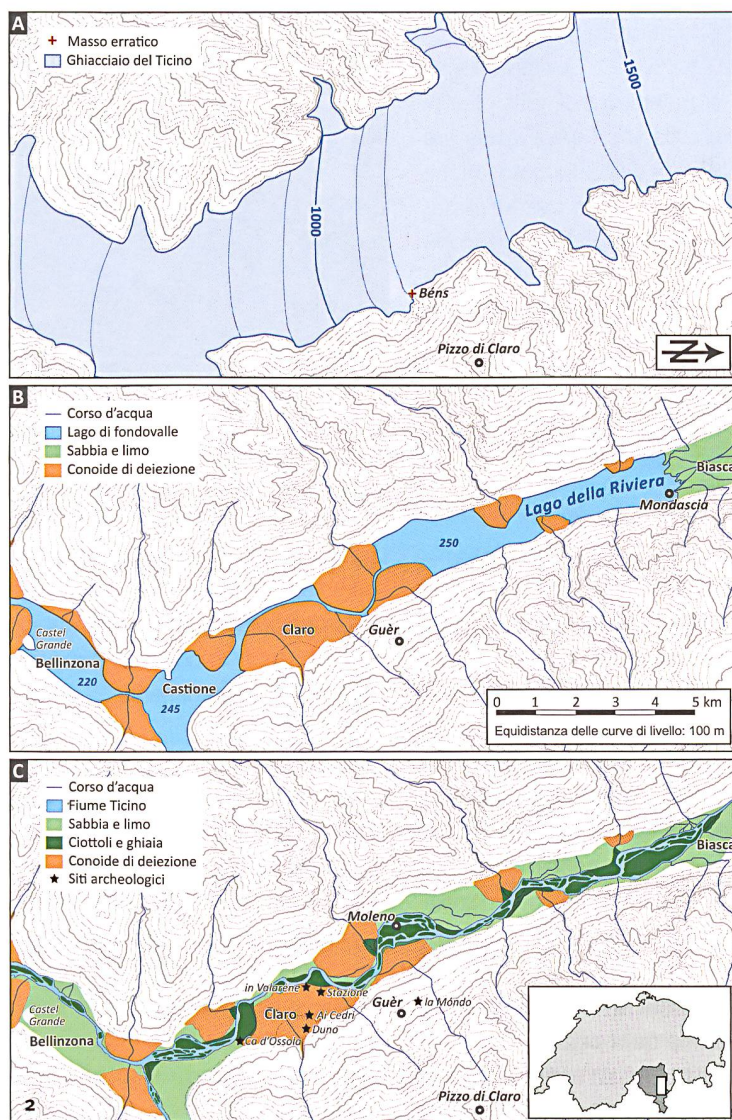 A
Masso erratico
Ghiacciaio del Ticino
1500
1000
Béns
Pizzo di Claro
N
B
Corso d'acqua
Lago di fondovalle
Sabbia e limo
Conoide di deiezione
Biasca
Lago della Riviera
Mondascia
250
Claro
Guèr
Castel
Grande
Bellinzona
220
Castione
245
0 1 2 3 4 5 km
Equidistanza delle curve di livello: 100 m
C
Corso d'acqua
Fiume Ticino
Sabbia e limo
Ciottoli e ghiaia
Conoide di deiezione
Siti archeologici
Biasca
Moleno
in Valarene
Stazione
la Móndo
Guèr
Claro
Ai Cedri
Duno
Castel
Grande
Bellinzona
Ca d'Ossola
Pizzo di Claro
2